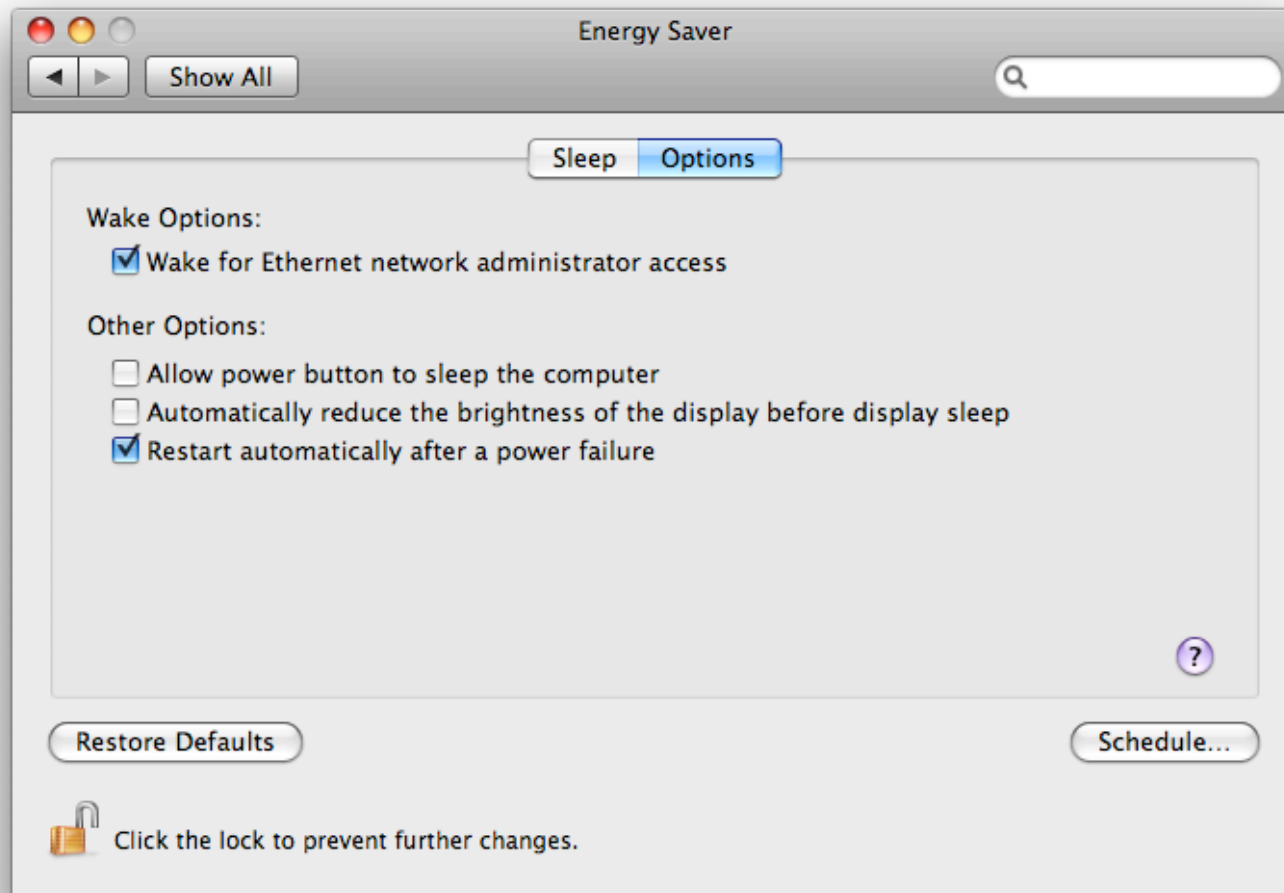 Energy Saver
Show All
Sleep Options
Wake Options:
Wake for Ethernet network administrator access
Other Options:
Allow power button to sleep the computer
Automatically reduce the brightness of the display before display sleep
Restart automatically after a power failure
?
Restore Defaults Schedule...
Click the lock to prevent further changes.